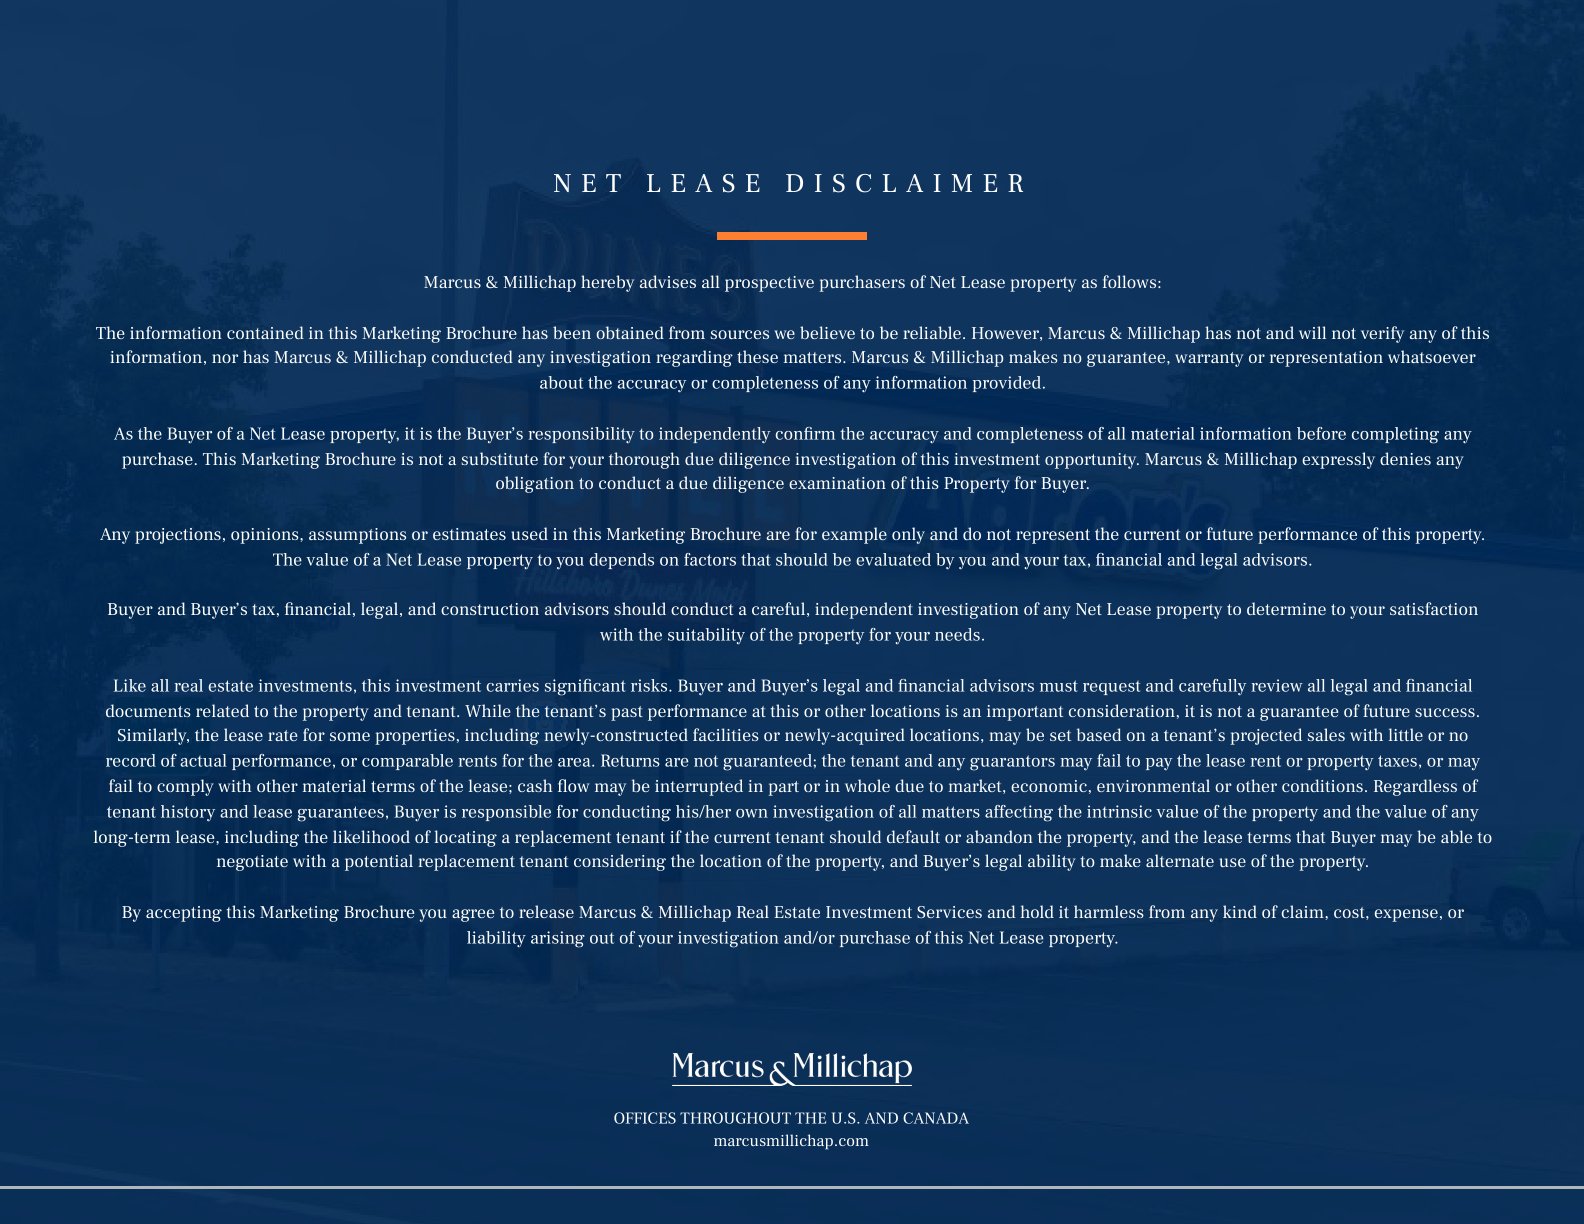 NET LEASE DISCLAIMER
Marcus & Millichap hereby advises all prospective purchasers of Net Lease property as follows:
The information contained in this Marketing Brochure has been obtained from sources we believe to be reliable. However, Marcus & Millichap has not and will not verify any of this
information, nor has Marcus & Millichap conducted any investigation regarding these matters. Marcus & Millichap makes no guarantee, warranty or representation whatsoever
about the accuracy or completeness of any information provided.
As the Buyer of a Net Lease property, it is the Buyer’s responsibility to independently confirm the accuracy and completeness of all material information before completing any
purchase. This Marketing Brochure is not a substitute for your thorough due diligence investigation of this investment opportunity. Marcus & Millichap expressly denies any
obligation to conduct a due diligence examination of this Property for Buyer.
Any projections, opinions, assumptions or estimates used in this Marketing Brochure are for example only and do not represent the current or future performance of this property.
The value of a Net Lease property to you depends on factors that should be evaluated by you and your tax, financial and legal advisors.
Buyer and Buyer’s tax, financial, legal, and construction advisors should conduct a careful, independent investigation of any Net Lease property to determine to your satisfaction
with the suitability of the property for your needs.
Like all real estate investments, this investment carries significant risks. Buyer and Buyer’s legal and financial advisors must request and carefully review all legal and financial
documents related to the property and tenant. While the tenant’s past performance at this or other locations is an important consideration, it is not a guarantee of future success.
Similarly, the lease rate for some properties, including newly-constructed facilities or newly-acquired locations, may be set based on a tenant’s projected sales with little or no
record of actual performance, or comparable rents for the area. Returns are not guaranteed; the tenant and any guarantors may fail to pay the lease rent or property taxes, or may
fail to comply with other material terms of the lease; cash flow may be interrupted in part or in whole due to market, economic, environmental or other conditions. Regardless of
tenant history and lease guarantees, Buyer is responsible for conducting his/her own investigation of all matters affecting the intrinsic value of the property and the value of any
long-term lease, including the likelihood of locating a replacement tenant if the current tenant should default or abandon the property, and the lease terms that Buyer may be able to
negotiate with a potential replacement tenant considering the location of the property, and Buyer’s legal ability to make alternate use of the property.
By accepting this Marketing Brochure you agree to release Marcus & Millichap Real Estate Investment Services and hold it harmless from any kind of claim, cost, expense, or
liability arising out of your investigation and/or purchase of this Net Lease property.
Marcus & Millichap
OFFICES THROUGHOUT THE U.S. AND CANADA
marcusmillichap.com
DUNES
MOTEL
Hillsboro Dunes Motel
Aaron's